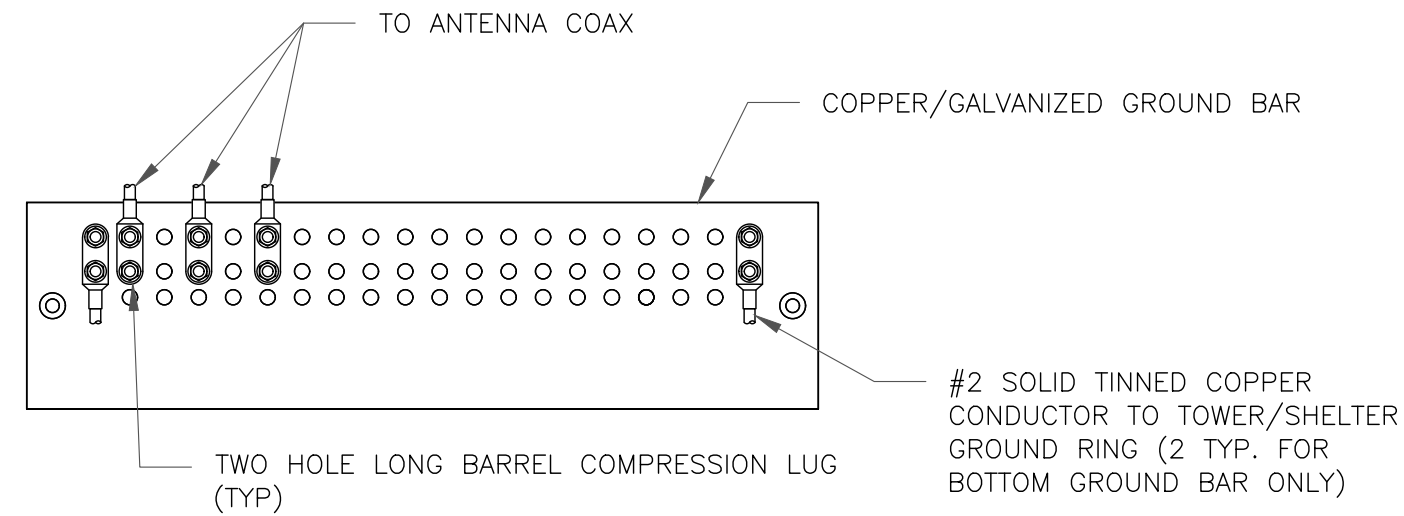 TO ANTENNA COAX
COPPER/GALVANIZED GROUND BAR
#2 SOLID TINNED COPPER
CONDUCTOR TO TOWER/SHELTER
GROUND RING (2 TYP. FOR
BOTTOM GROUND BAR ONLY)
TWO HOLE LONG BARREL COMPRESSION LUG
(TYP)